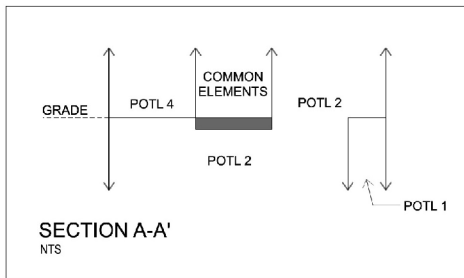 COMMON
ELEMENTS
POTL 4
POTL 2
GRADE
POTL 2
POTL 1
SECTION A-A'
NTS